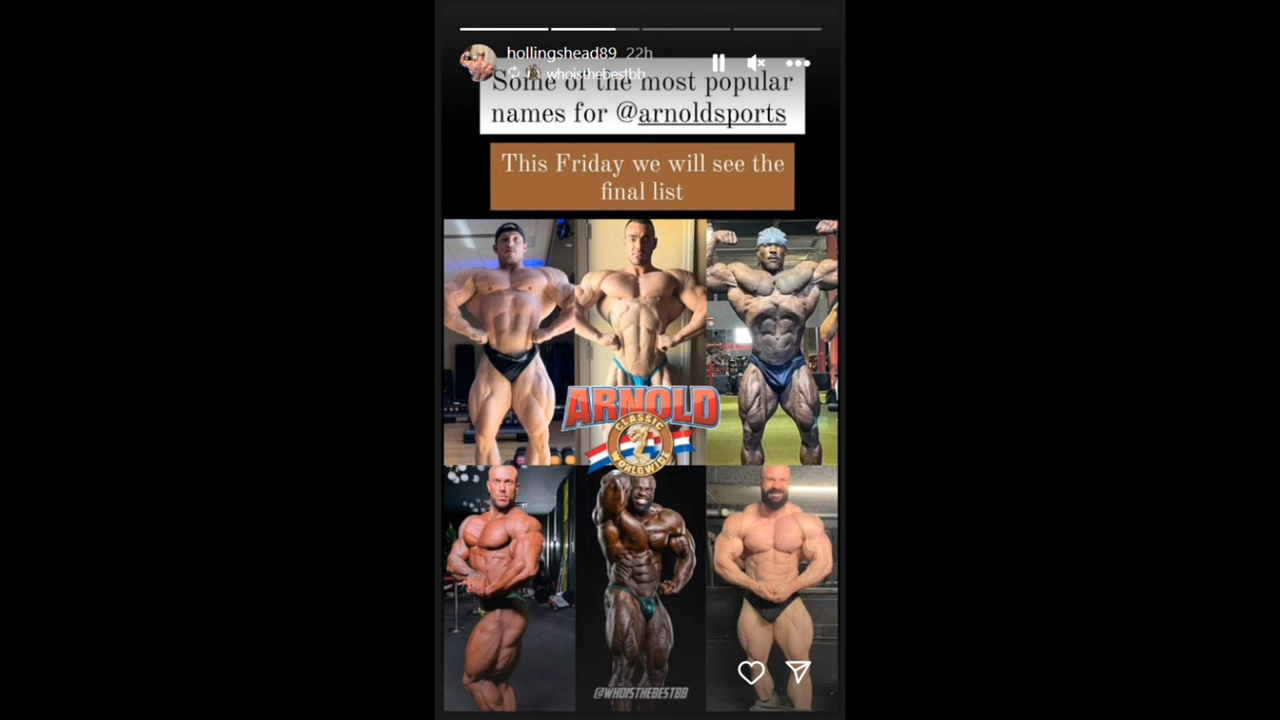 hollingshead89 22h
whoisthebestbb
Some of the most popular
names for @arnoldsports
This Friday we will see the
final list
ARNOLD
CLASSIC
WORLDWIDE
@WHOISTHEBESTBB